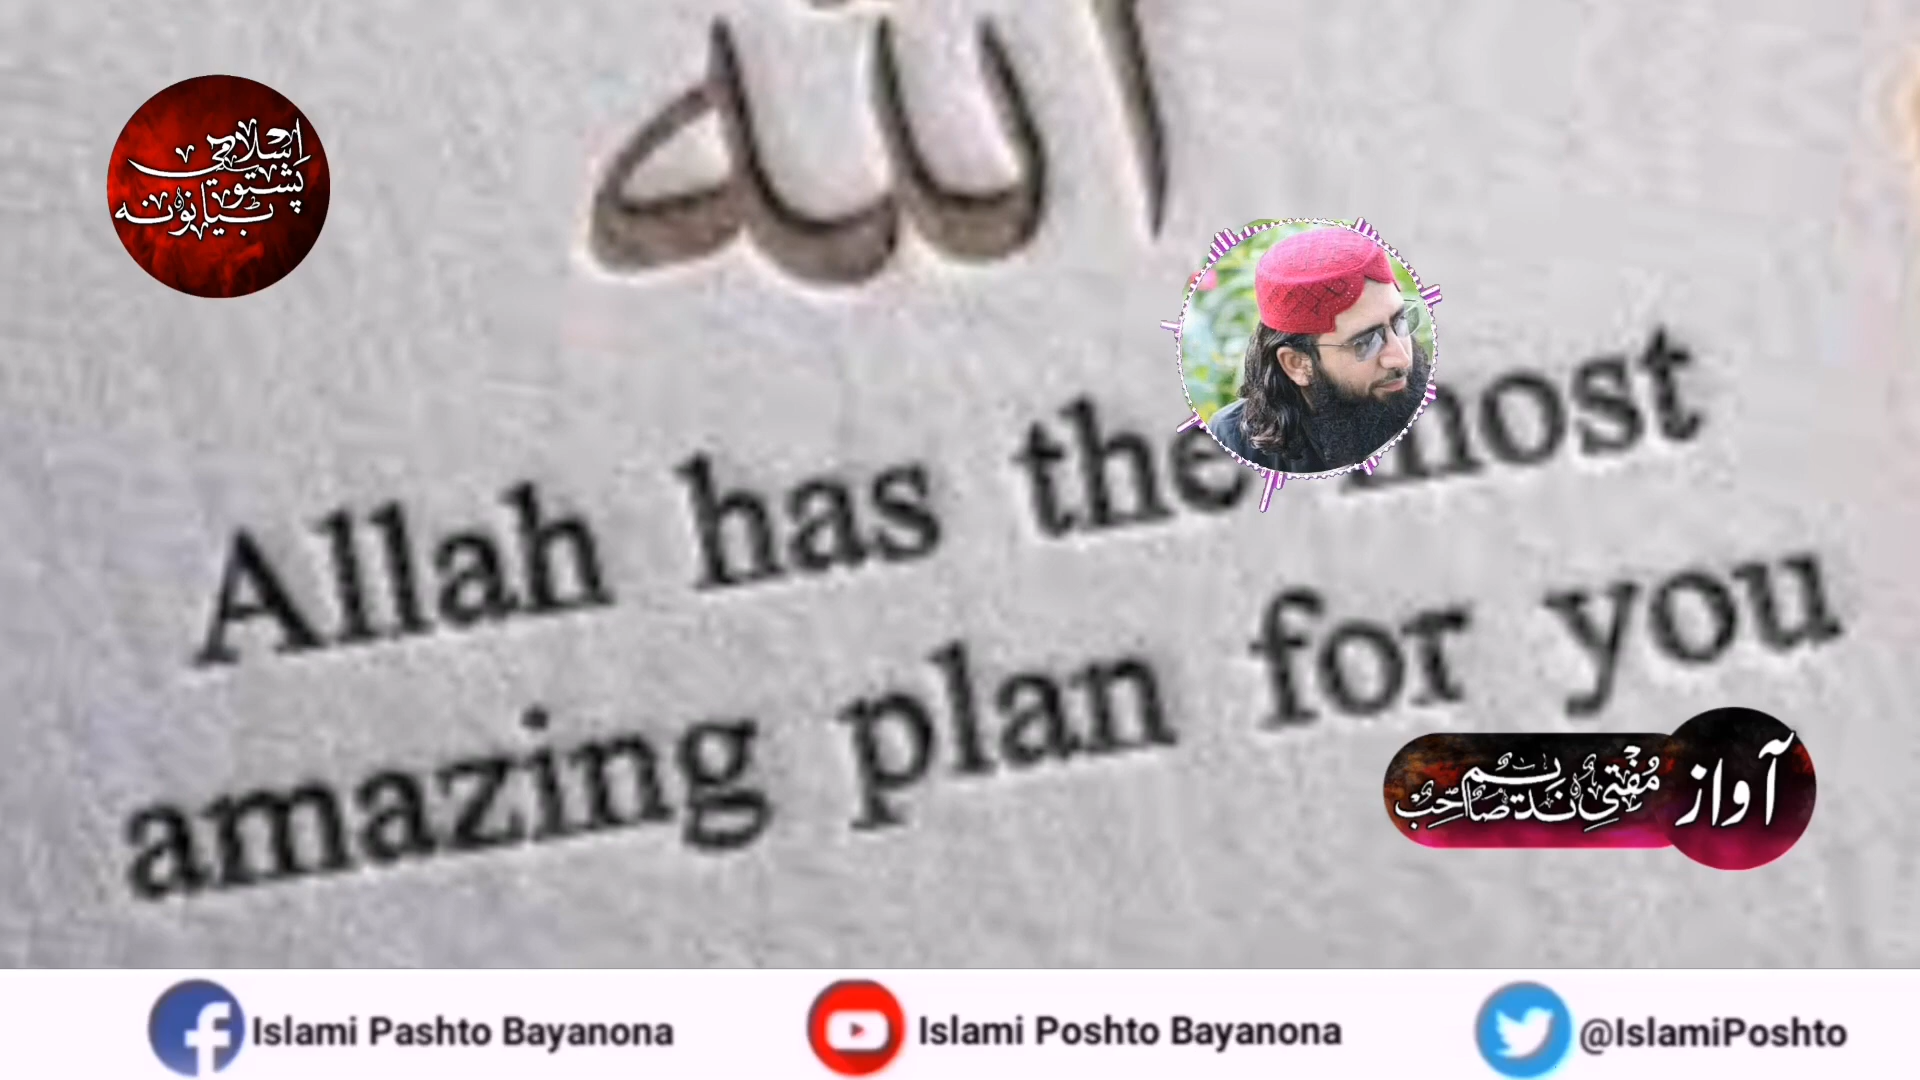 الله
اسلامی
پشتو
بیانونه
Allah has the most
amazing plan for you
آواز
مفتی ندیم صاحب
Islami Pashto Bayanona
Islami Poshto Bayanona
@IslamiPoshto